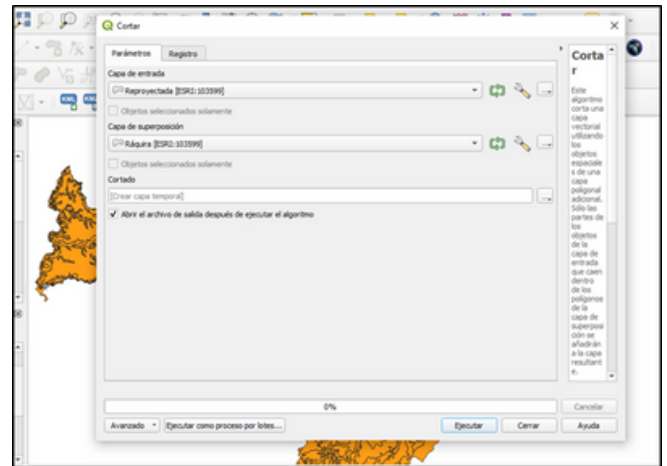 Cortar
Parámetros Registro
Capa de entrada
Reproyectada [ESRI:103599]
Objetos seleccionados solamente
Capa de superposición
Ráquira [ESRI:103599]
Objetos seleccionados solamente
Cortado
[Crear capa temporal]
Abrir el archivo de salida después de ejecutar el algoritmo
Corta
r
Este
algoritmo
corta una
capa
vectorial
utilizando
los
objetos
espaciale
s de una
capa
poligonal
adicional.
Sólo las
partes de
los
objetos
de la
capa de
entrada
que caen
dentro
de los
polígonos
de la
capa de
superposi
ción se
añadirán
a la capa
resultant
e.
0%
Cancelar
Avanzado
Ejecutar como proceso por lotes...
Ejecutar
Cerrar
Ayuda
KML